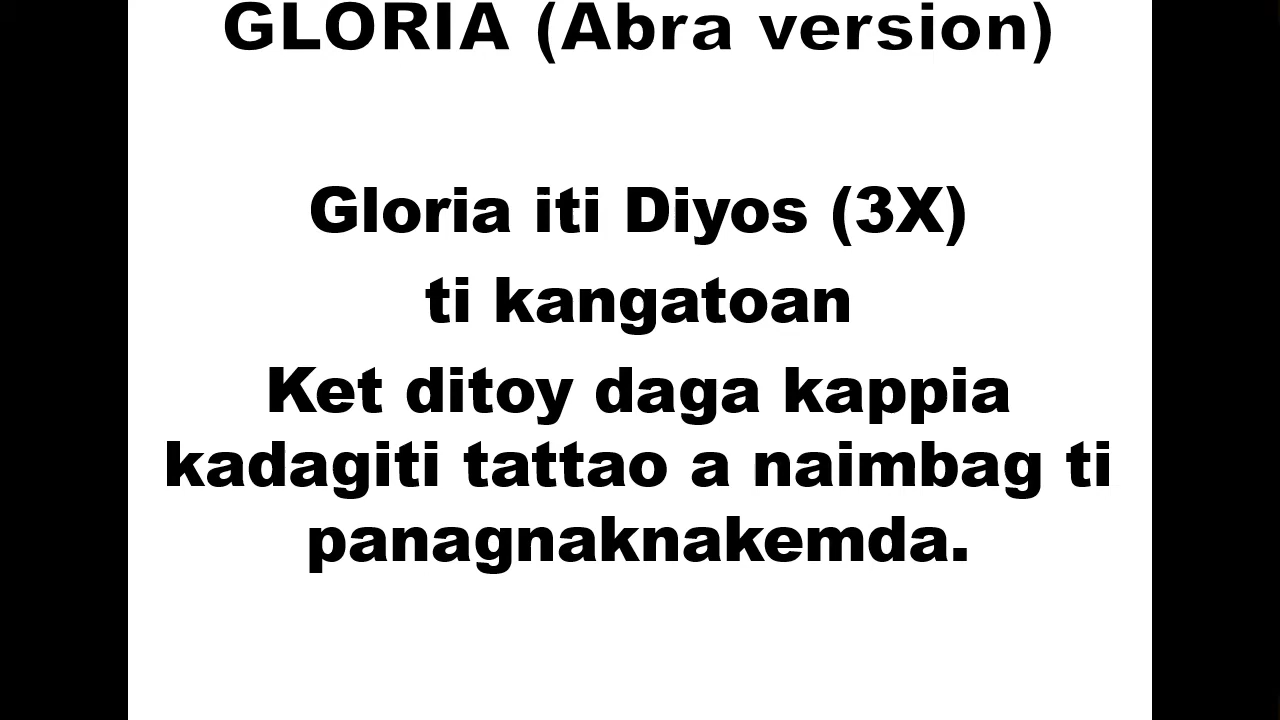 GLORIA (Abra version)
Gloria iti Diyos (3X)
ti kangatoan
Ket ditoy daga kappia
kadagiti tattao a naimbag ti
panagnaknakemda.